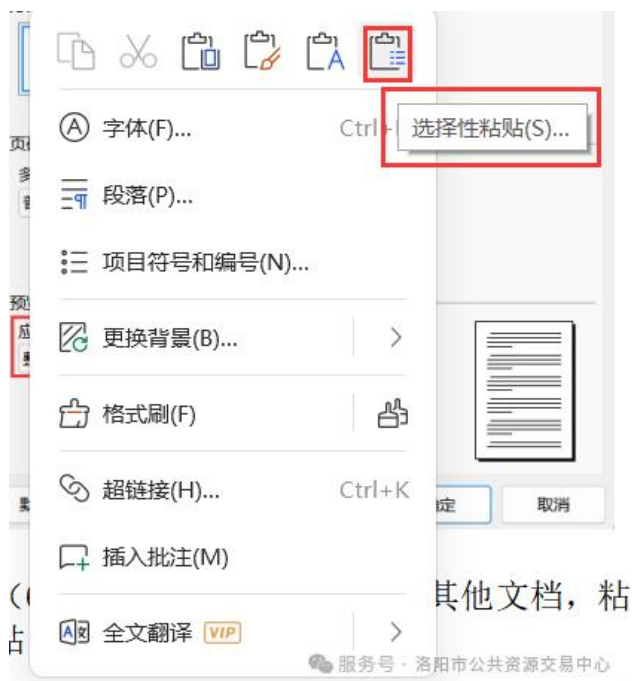 选择性粘贴(S)...
字体(F)... Ctrl+
段落(P)...
项目符号和编号(N)...
更换背景(B)...
格式刷(F)
超链接(H)... Ctrl+K
取消
插入批注(M)
其他文档，粘
全文翻译 VIP
服务号·洛阳市公共资源交易中心